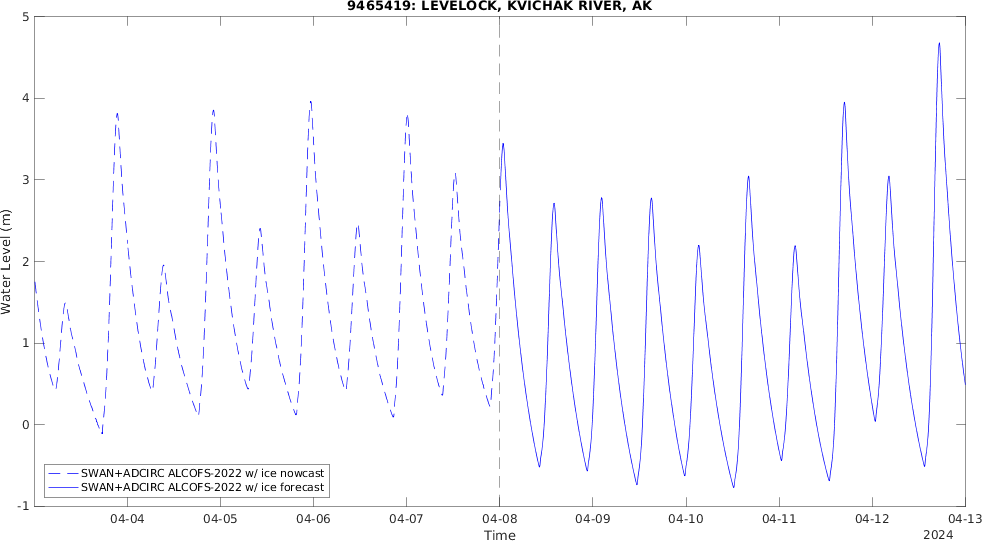 9465419: LEVELOCK, KVICHAK RIVER, AK
5
4
3
2
1
0
-1
Water Level (m)
SWAN+ADCIRC ALCOFS-2022 w/ ice nowcast
SWAN+ADCIRC ALCOFS-2022 w/ ice forecast
04-04 04-05 04-06 04-07 04-08 04-09 04-10 04-11 04-12 04-13
Time
2024